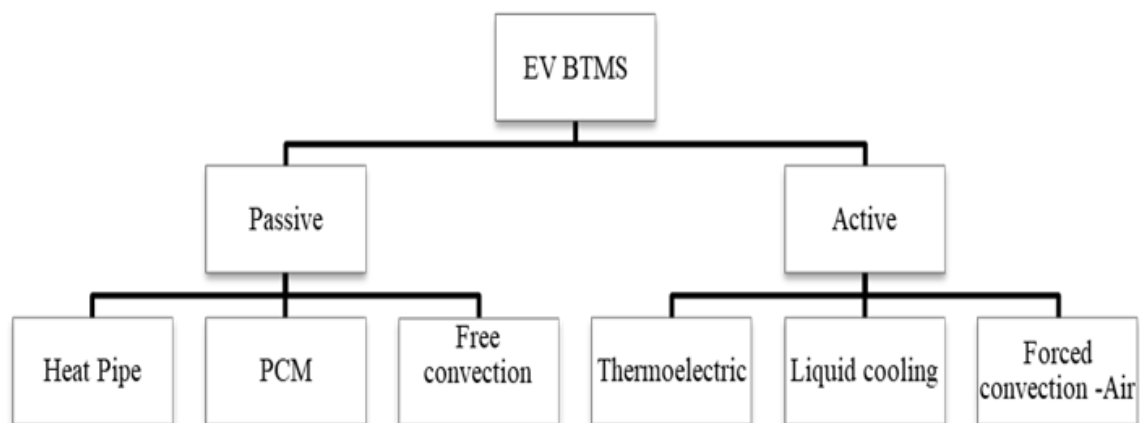 EV BTMS
Passive
Active
Heat Pipe
PCM
Free
convection
Thermoelectric
Liquid cooling
Forced
convection -Air